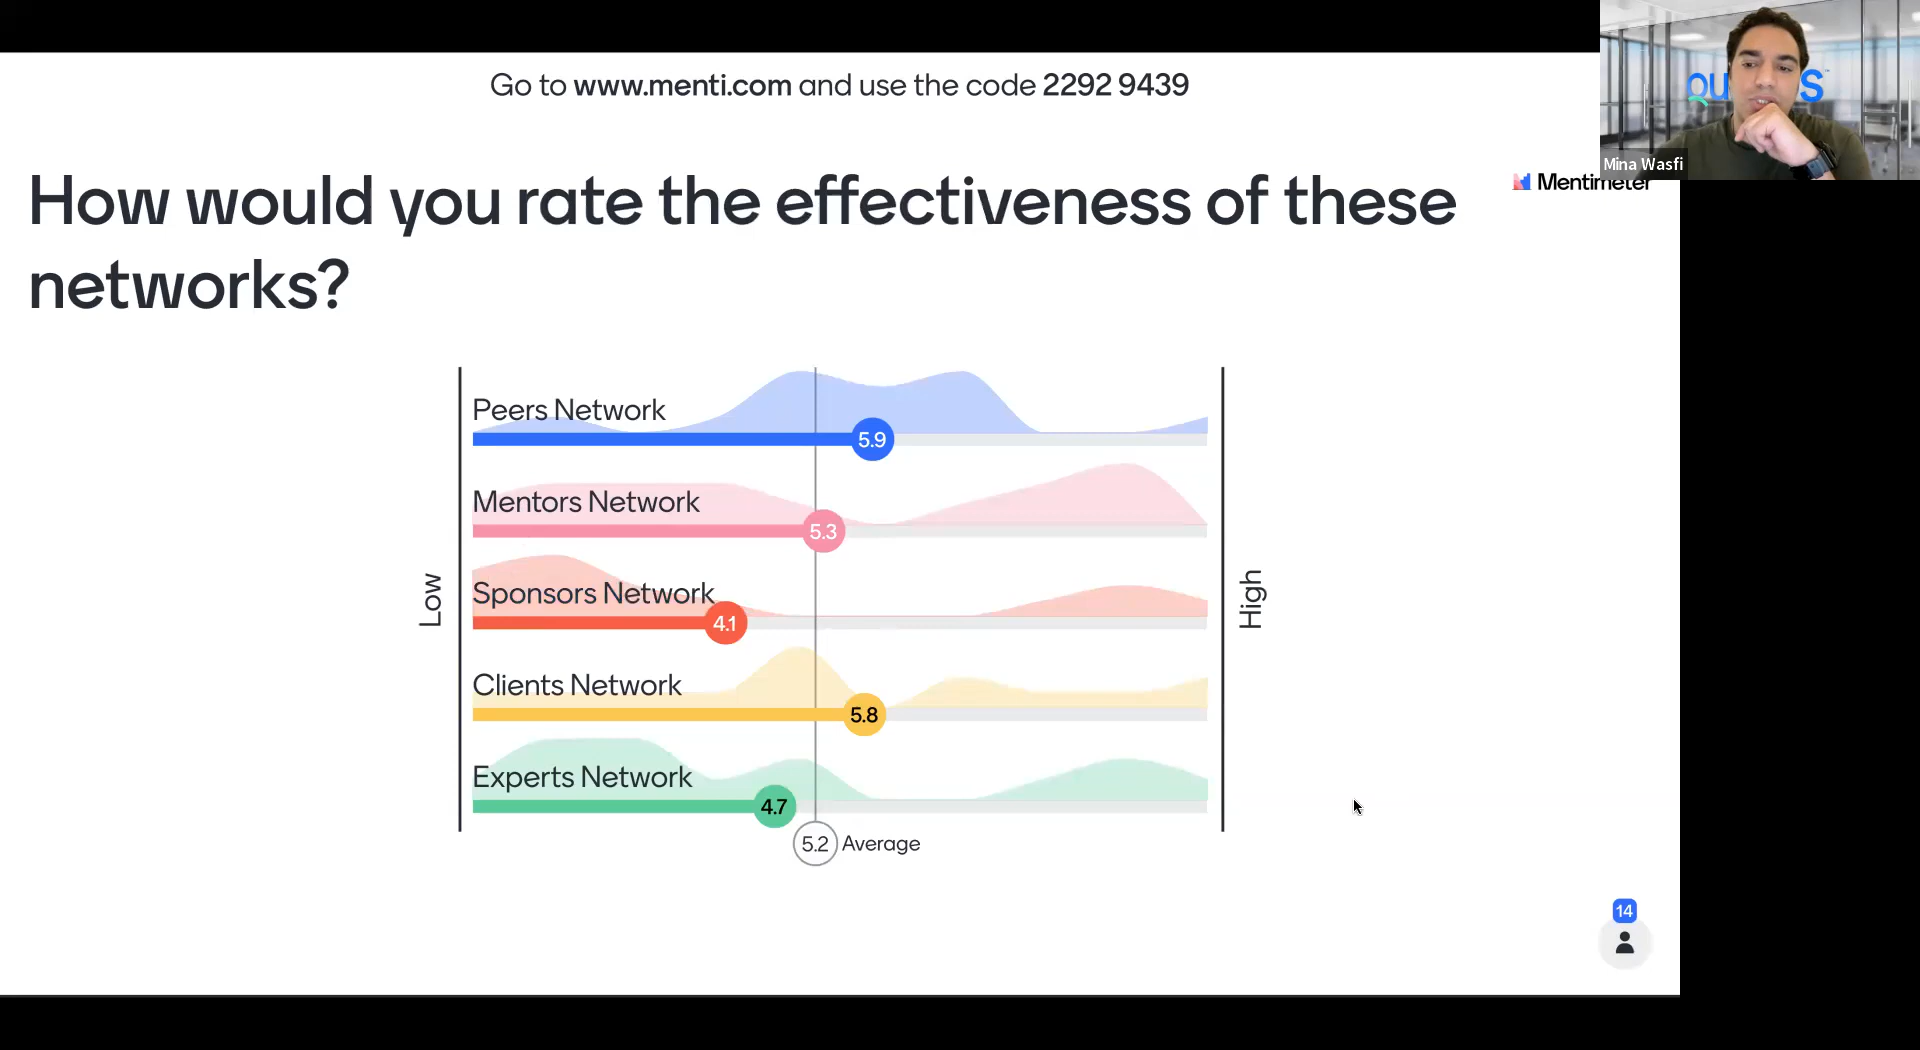 Go to www.menti.com and use the code 2292 9439
Mina Wasfi
Mentimeter
How would you rate the effectiveness of these
networks?
Peers Network
5.9
Mentors Network
5.3
Sponsors Network
4.1
Clients Network
5.8
Experts Network
4.7
Low
High
5.2 Average
14